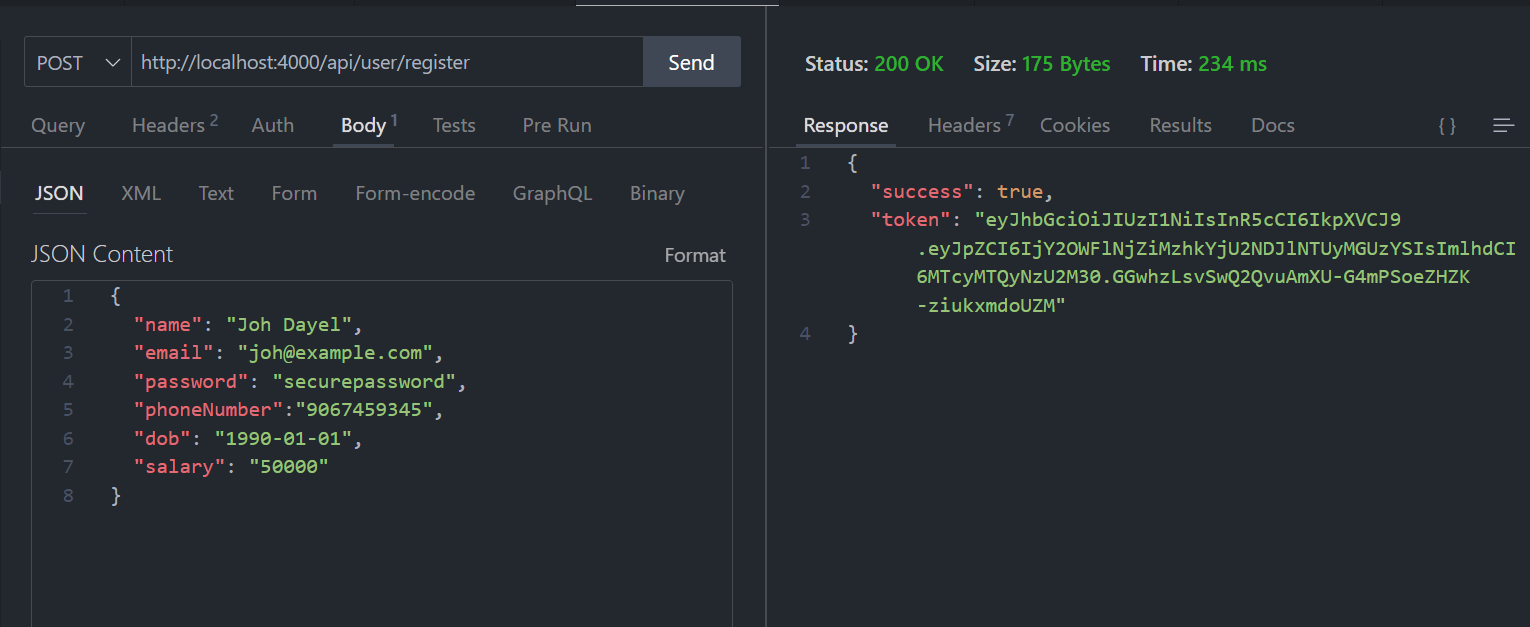 POST http://localhost:4000/api/user/register Send
Query Headers 2 Auth Body 1 Tests Pre Run
JSON XML Text Form Form-encode GraphQL Binary
JSON Content Format
1 {
2 "name": "Joh Dayel",
3 "email": "joh@example.com",
4 "password": "securepassword",
5 "phoneNumber":"9067459345",
6 "dob": "1990-01-01",
7 "salary": "50000"
8 }
Status: 200 OK Size: 175 Bytes Time: 234 ms
Response Headers 7 Cookies Results Docs { }
1 {
2 "success": true,
3 "token": "eyJhbGciOiJIUzI1NiIsInR5cCI6IkpXVCJ9
.eyJpZCI6IjY2OWFlNjZiMzhkYjU2NDJlNTUyMGUzYSIsImlhdCI
6MTcyMTQyNzU2M30.GGwhzLsvSwQ2QvuAmXU-G4mPSoeZHZK
-ziukxmdoUZM"
4 }